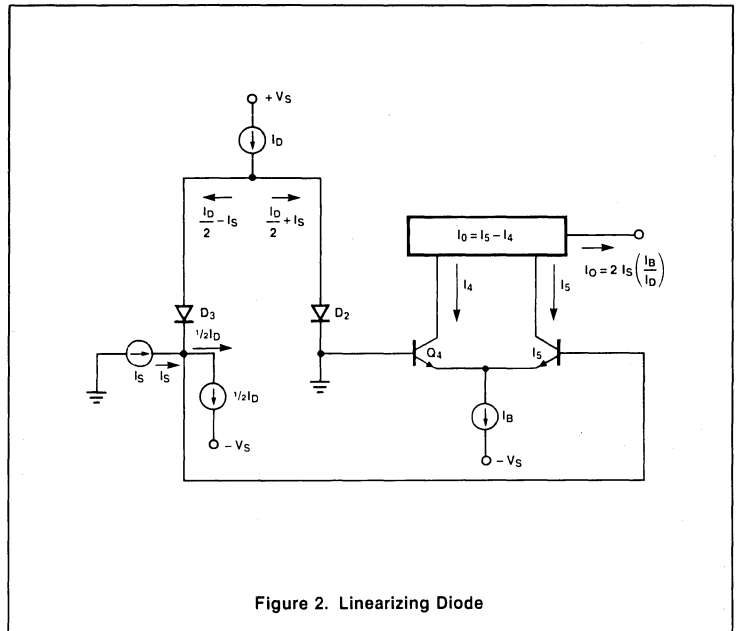 + VS
ID
ID/2 − IS
ID/2 + IS
I0 = I5 − I4
IO = 2 IS (IB/ID)
I4
I5
D3
D2
1/2ID
Q4
I5
IS
IS
1/2ID
IB
− VS
− VS
Figure 2. Linearizing Diode